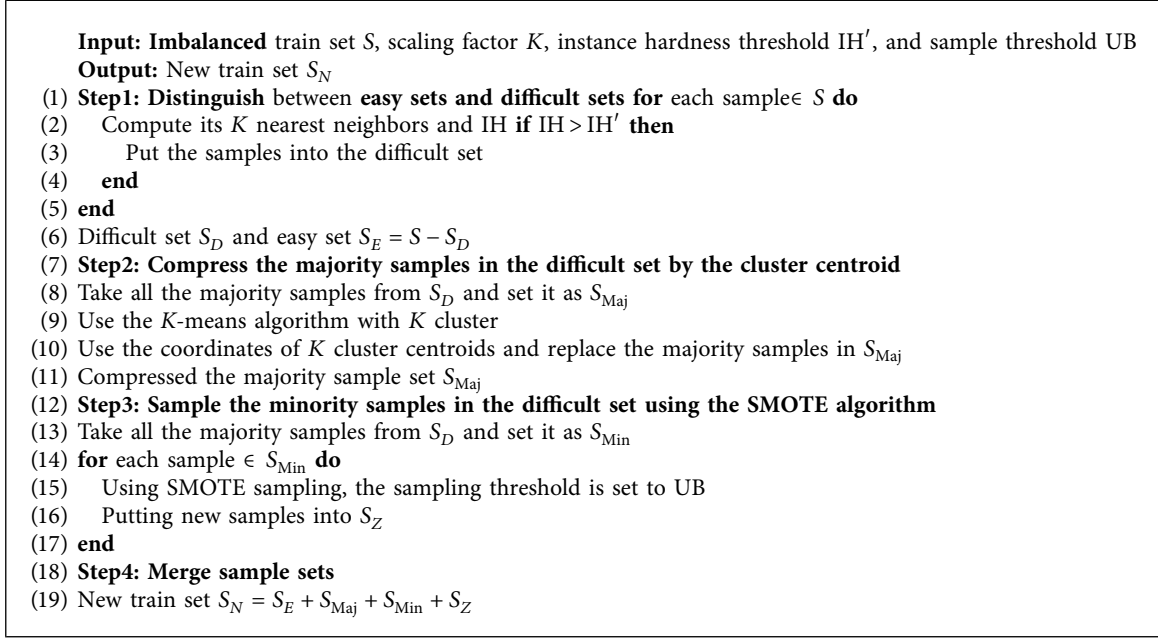 Input: Imbalanced train set S, scaling factor K, instance hardness threshold IH′, and sample threshold UB
Output: New train set S_N
(1) Step1: Distinguish between easy sets and difficult sets for each sample∈ S do
(2) Compute its K nearest neighbors and IH if IH > IH′ then
(3) Put the samples into the difficult set
(4) end
(5) end
(6) Difficult set S_D and easy set S_E = S − S_D
(7) Step2: Compress the majority samples in the difficult set by the cluster centroid
(8) Take all the majority samples from S_D and set it as S_Maj
(9) Use the K-means algorithm with K cluster
(10) Use the coordinates of K cluster centroids and replace the majority samples in S_Maj
(11) Compressed the majority sample set S_Maj
(12) Step3: Sample the minority samples in the difficult set using the SMOTE algorithm
(13) Take all the majority samples from S_D and set it as S_Min
(14) for each sample ∈ S_Min do
(15) Using SMOTE sampling, the sampling threshold is set to UB
(16) Putting new samples into S_Z
(17) end
(18) Step4: Merge sample sets
(19) New train set S_N = S_E + S_Maj + S_Min + S_Z